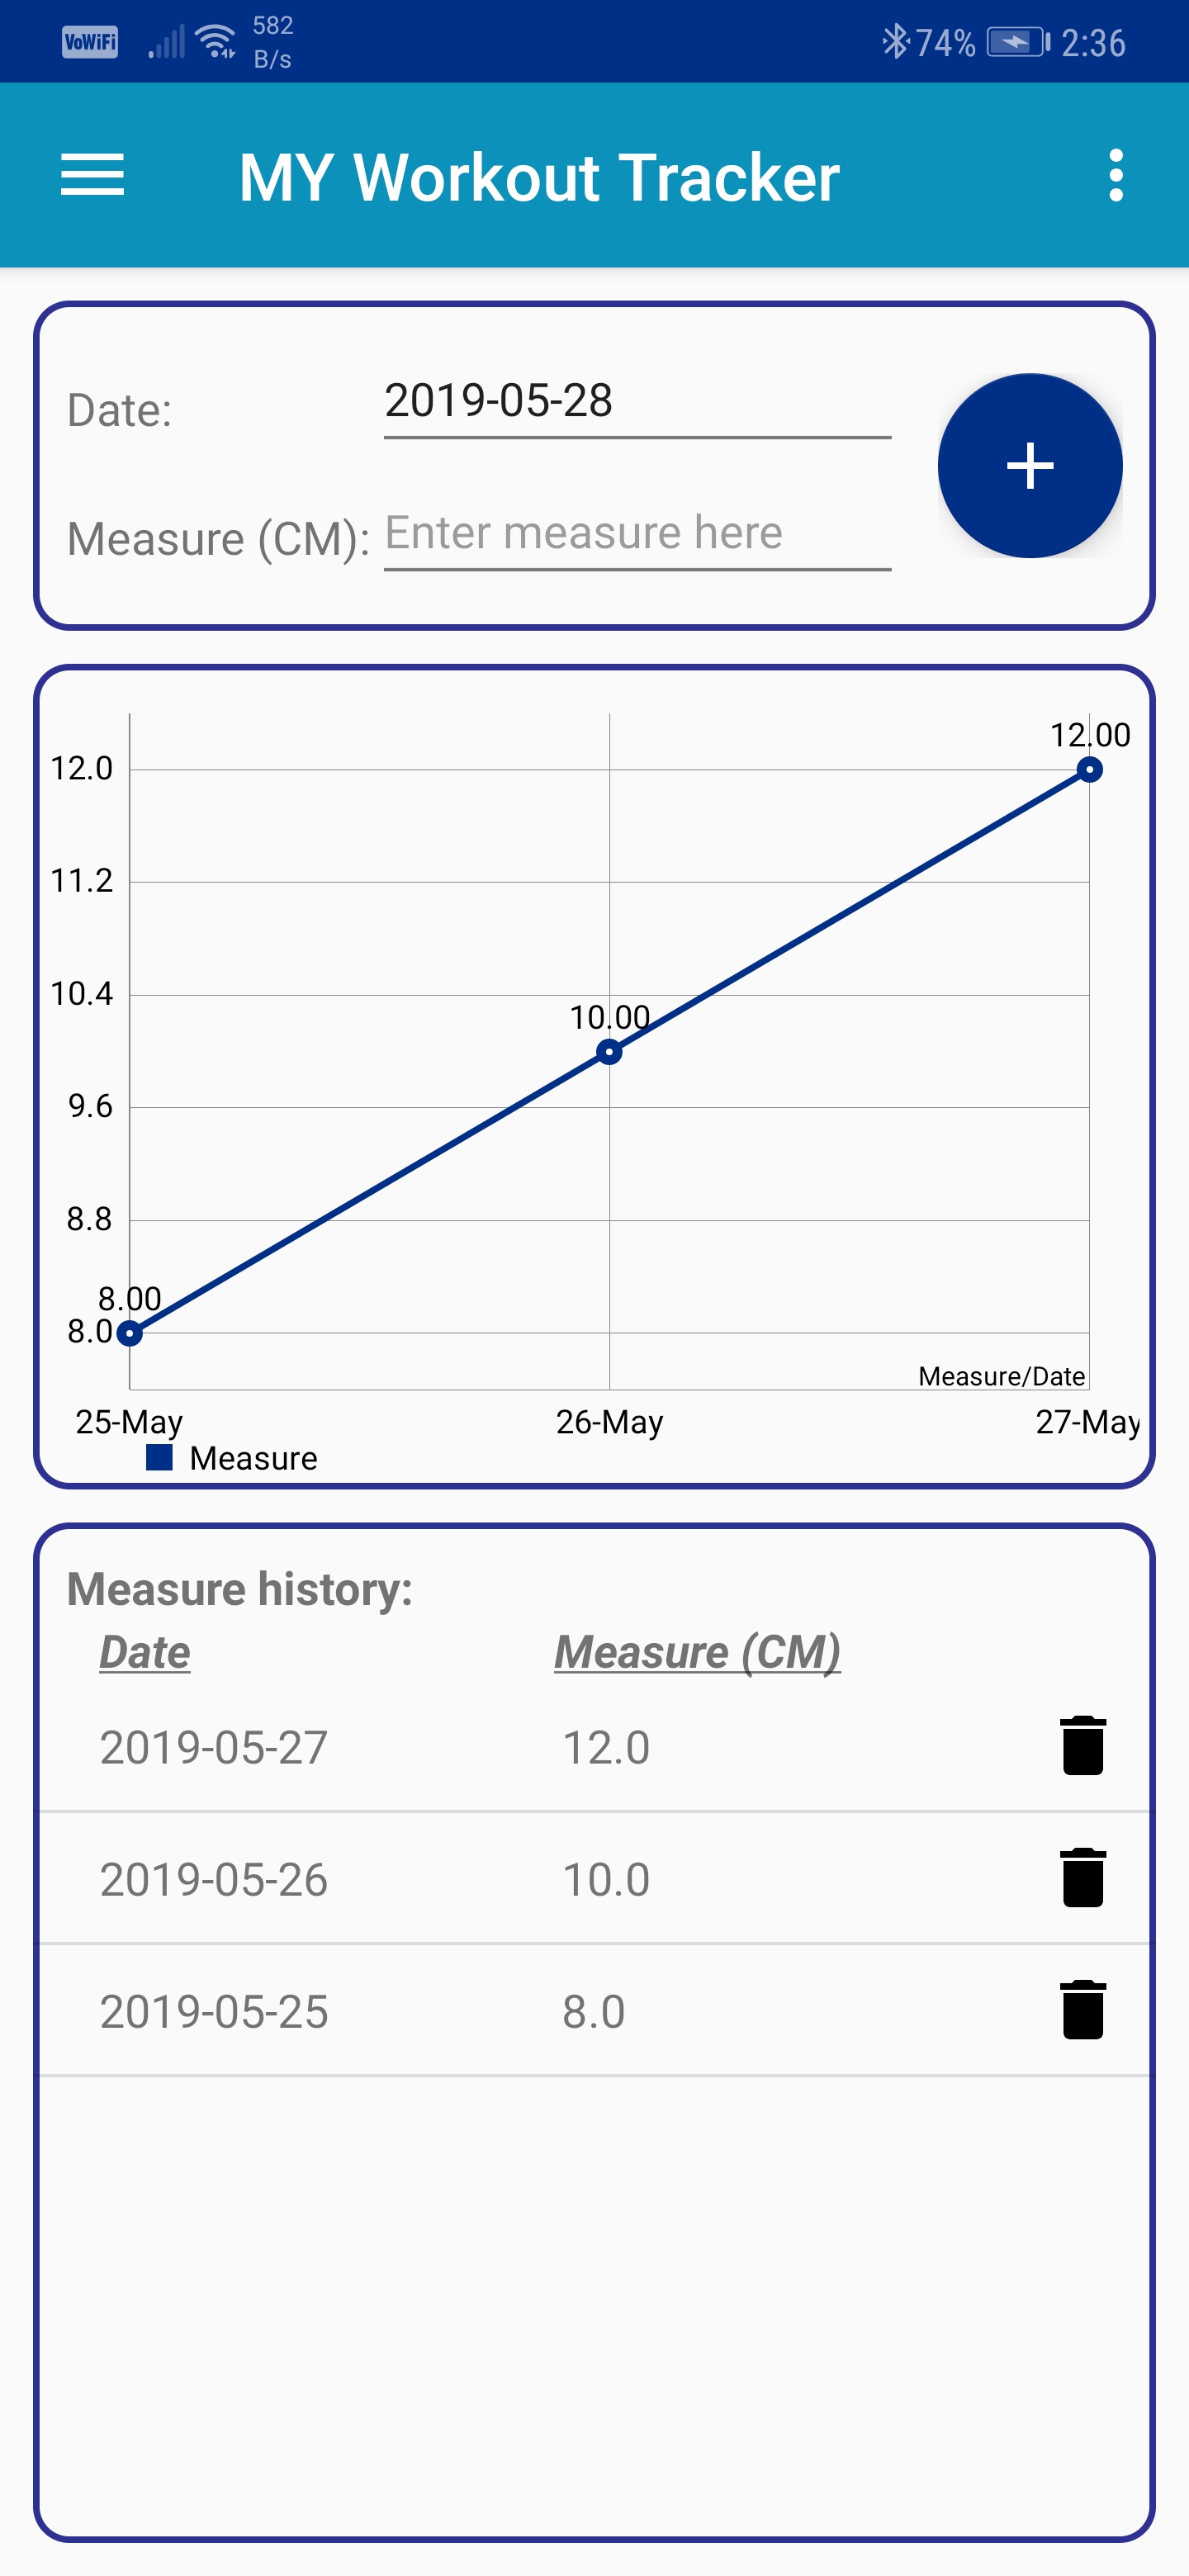 VoWiFi 582 B/s 74% 2:36
MY Workout Tracker
Date: 2019-05-28
Measure (CM): Enter measure here
12.00
12.0
11.2
10.4
10.00
9.6
8.8
8.00
8.0
Measure/Date
25-May 26-May 27-May
Measure
Measure history:
Date Measure (CM)
2019-05-27 12.0
2019-05-26 10.0
2019-05-25 8.0